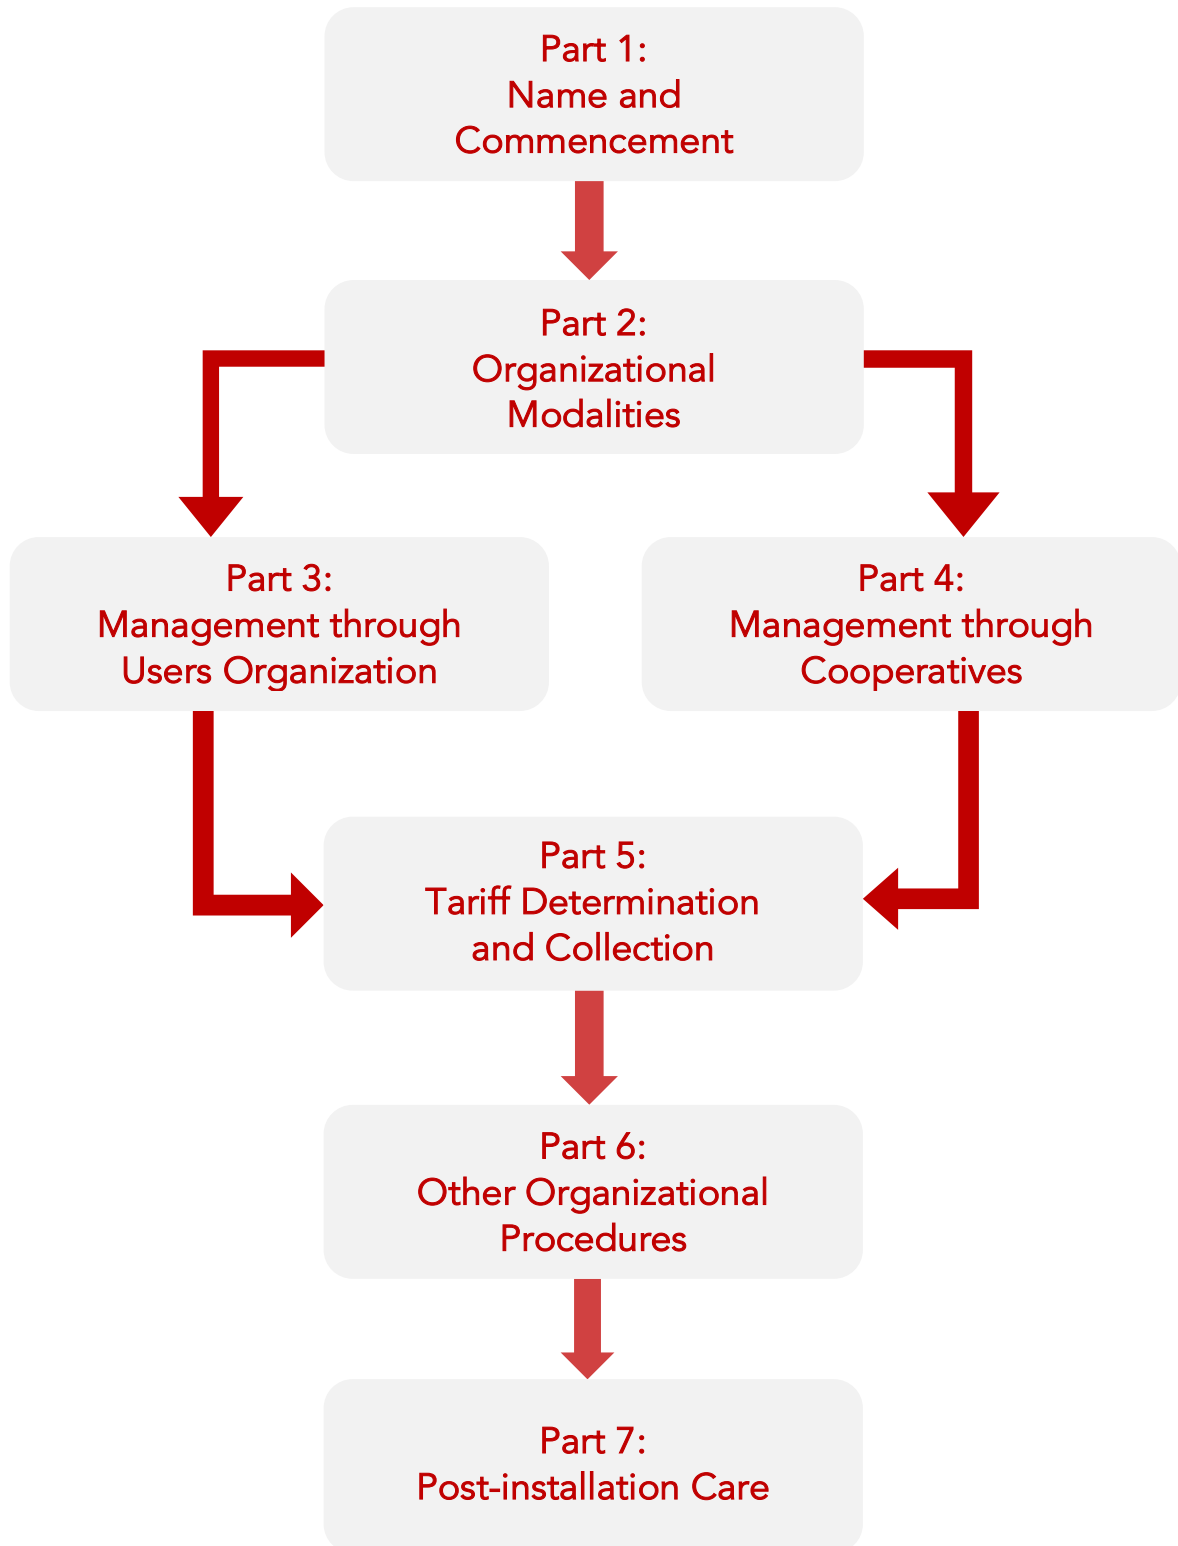 Part 1:
Name and
Commencement
Part 2:
Organizational
Modalities
Part 3:
Management through
Users Organization
Part 4:
Management through
Cooperatives
Part 5:
Tariff Determination
and Collection
Part 6:
Other Organizational
Procedures
Part 7:
Post-installation Care